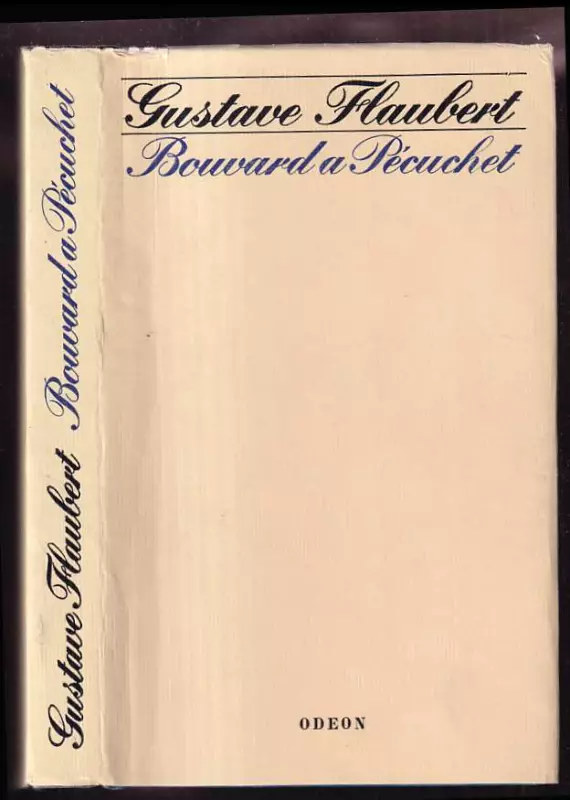 Gustave Flaubert
Bouvard a Pécuchet
ODEON
Gustave Flaubert Bouvard a Pécuchet